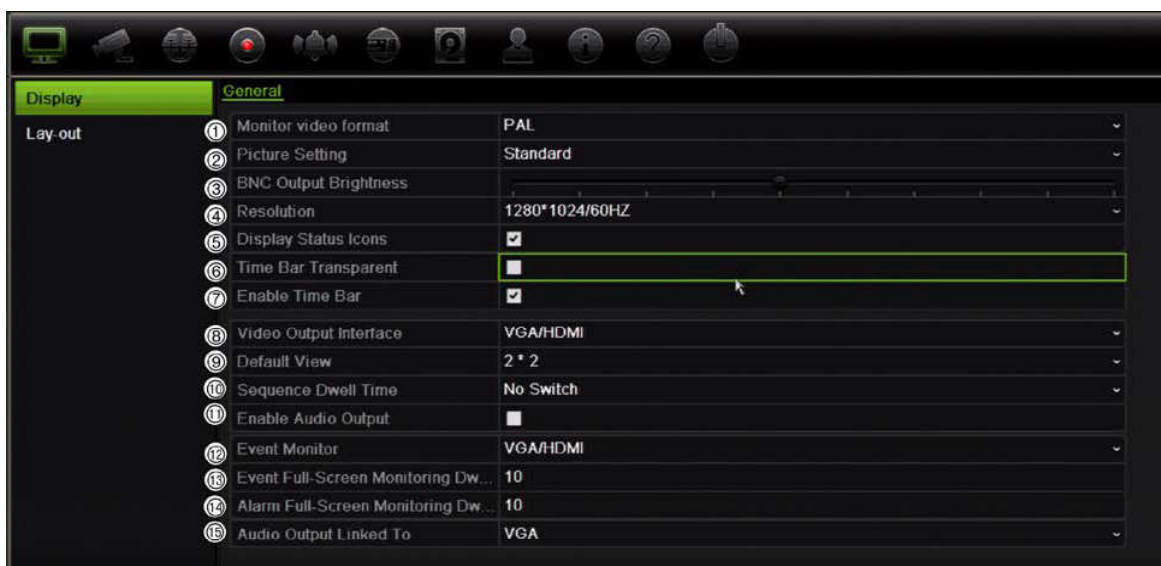 Display
General
Lay-out
① Monitor video format PAL
② Picture Setting Standard
③ BNC Output Brightness
④ Resolution 1280*1024/60HZ
⑤ Display Status Icons
⑥ Time Bar Transparent
⑦ Enable Time Bar
⑧ Video Output Interface VGA/HDMI
⑨ Default View 2 * 2
⑩ Sequence Dwell Time No Switch
⑪ Enable Audio Output
⑫ Event Monitor VGA/HDMI
⑬ Event Full-Screen Monitoring Dw... 10
⑭ Alarm Full-Screen Monitoring Dw... 10
⑮ Audio Output Linked To VGA